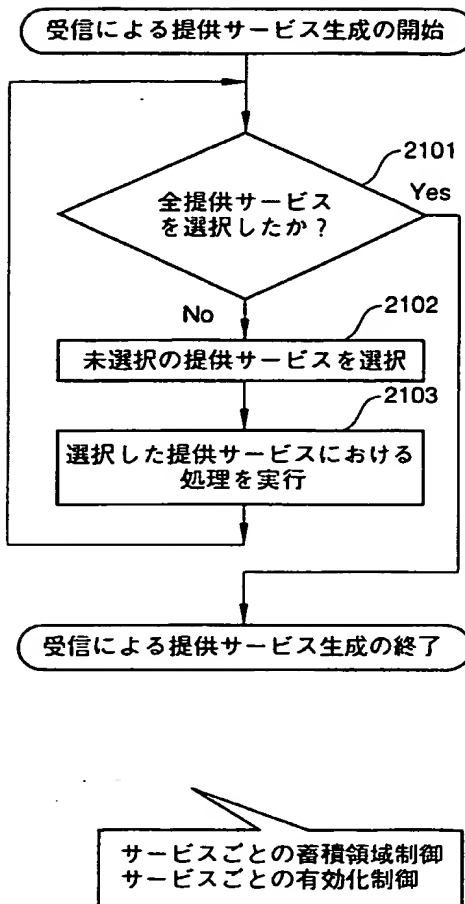 受信による提供サービス生成の開始
2101
全提供サービス
を選択したか？
Yes
No
2102
未選択の提供サービスを選択
2103
選択した提供サービスにおける
処理を実行
受信による提供サービス生成の終了
サービスごとの蓄積領域制御
サービスごとの有効化制御